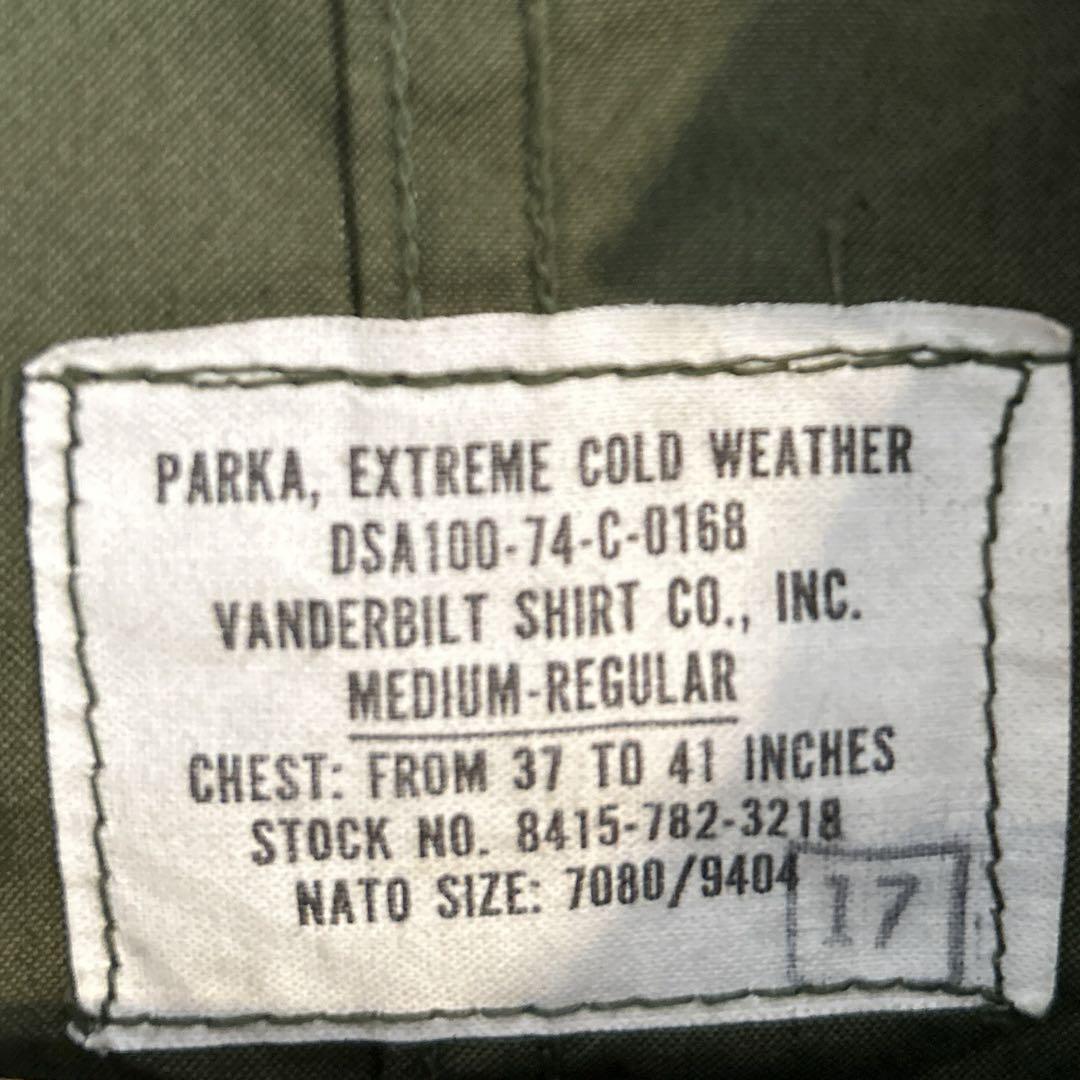 PARKA, EXTREME COLD WEATHER
DSA100-74-C-0168
VANDERBILT SHIRT CO., INC.
MEDIUM-REGULAR
CHEST: FROM 37 TO 41 INCHES
STOCK NO. 8415-782-3218
NATO SIZE: 7080/9404
17